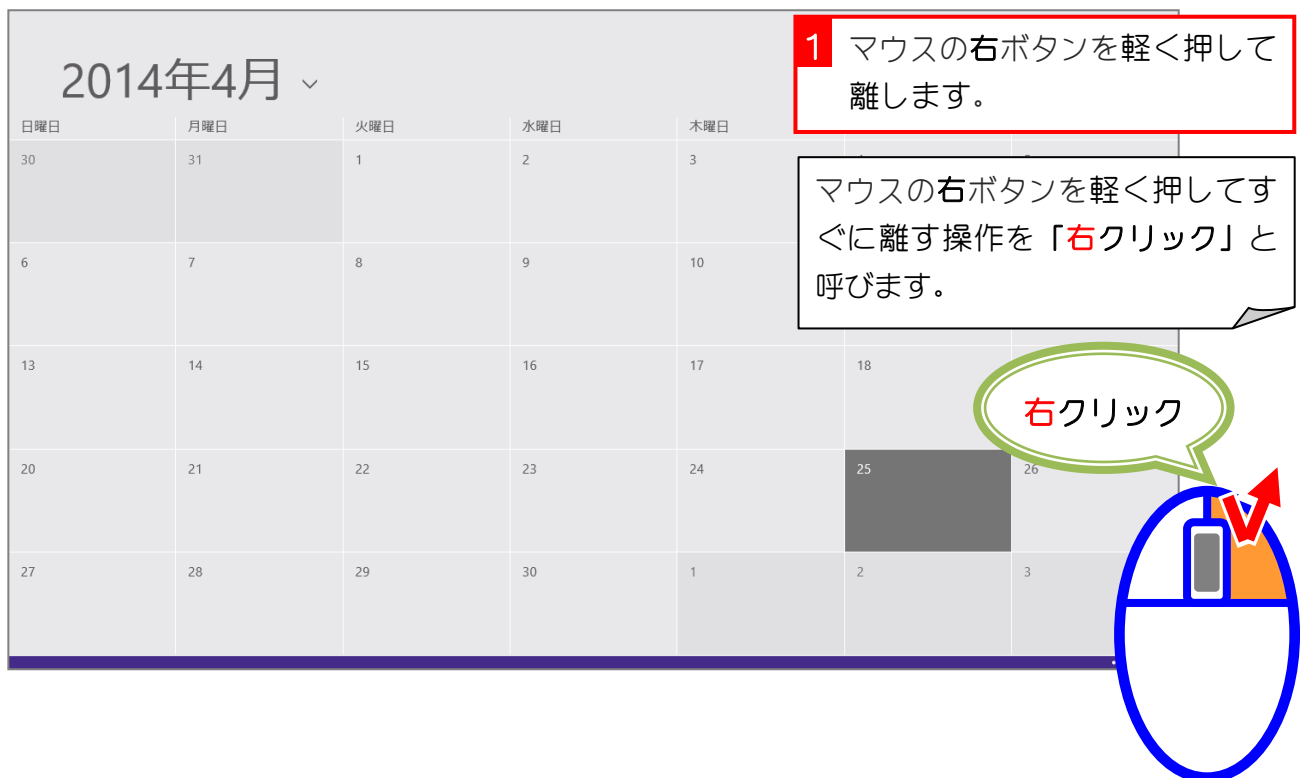 2014年4月
1 マウスの右ボタンを軽く押して
離します。
日曜日 月曜日 火曜日 水曜日 木曜日
30 31 1 2 3
マウスの右ボタンを軽く押してす
ぐに離す操作を「右クリック」と
呼びます。
6 7 8 9 10
13 14 15 16 17 18
右クリック
20 21 22 23 24 25 26
27 28 29 30 1 2 3